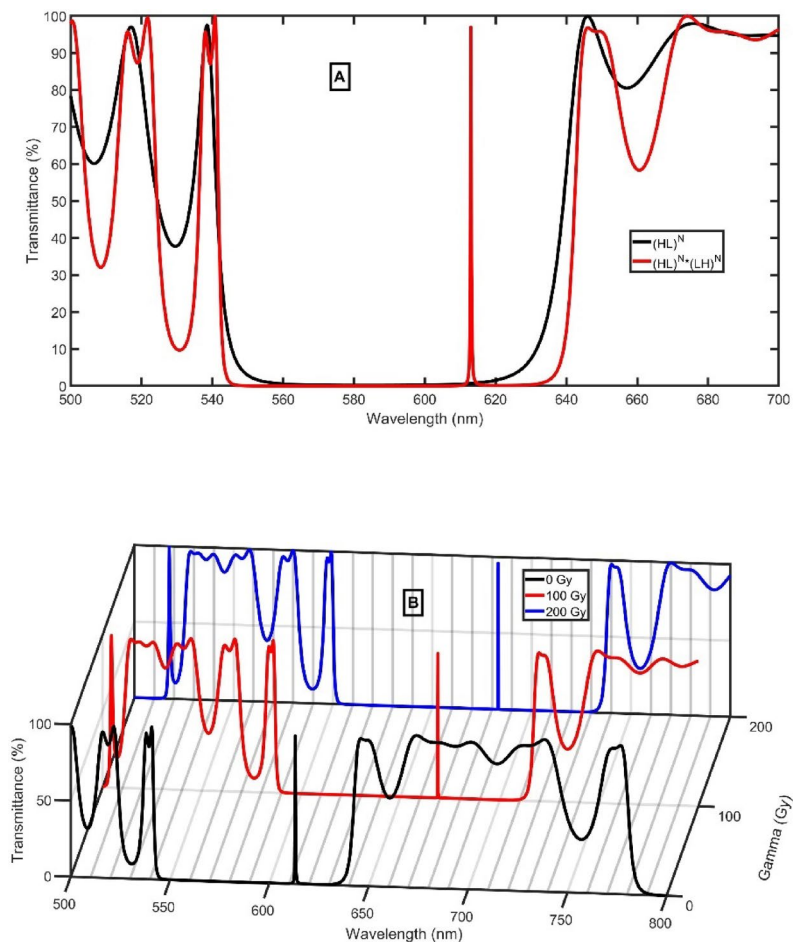 100
90
80
70
60
50
40
30
20
10
0
Transmittance (%)
A
(HL)^N
(HL)^N*(LH)^N
500 520 540 560 580 600 620 640 660 680 700
Wavelength (nm)
B
0 Gy
100 Gy
200 Gy
100
50
0
Transmittance (%)
200
100
0
Gamma (Gy)
500 550 600 650 700 750 800
Wavelength (nm)